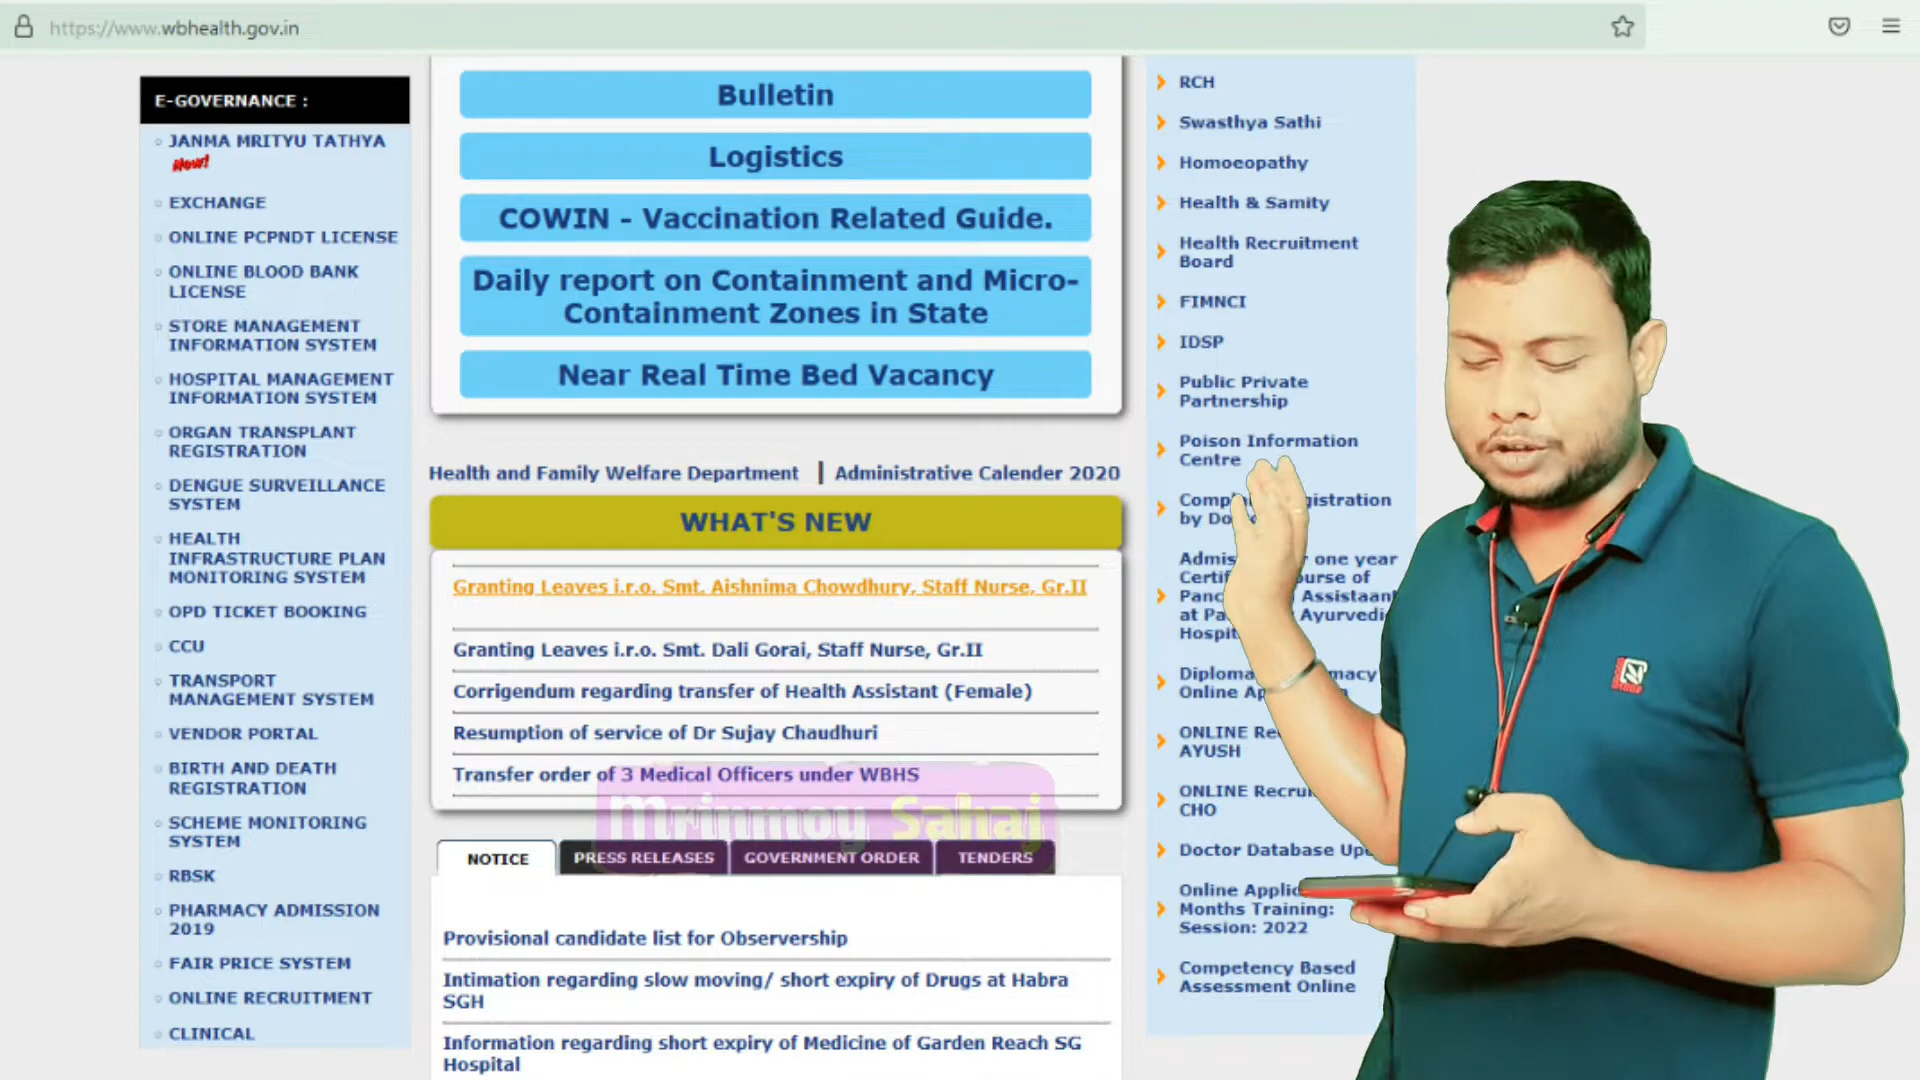 https://www.wbhealth.gov.in
E-GOVERNANCE :
JANMA MRITYU TATHYA
New!
EXCHANGE
ONLINE PCPNDT LICENSE
ONLINE BLOOD BANK
LICENSE
STORE MANAGEMENT
INFORMATION SYSTEM
HOSPITAL MANAGEMENT
INFORMATION SYSTEM
ORGAN TRANSPLANT
REGISTRATION
DENGUE SURVEILLANCE
SYSTEM
HEALTH
INFRASTRUCTURE PLAN
MONITORING SYSTEM
OPD TICKET BOOKING
CCU
TRANSPORT
MANAGEMENT SYSTEM
VENDOR PORTAL
BIRTH AND DEATH
REGISTRATION
SCHEME MONITORING
SYSTEM
RBSK
PHARMACY ADMISSION
2019
FAIR PRICE SYSTEM
ONLINE RECRUITMENT
CLINICAL
Bulletin
Logistics
COWIN - Vaccination Related Guide.
Daily report on Containment and Micro-
Containment Zones in State
Near Real Time Bed Vacancy
Health and Family Welfare Department | Administrative Calender 2020
WHAT'S NEW
Granting Leaves i.r.o. Smt. Aishnima Chowdhury, Staff Nurse, Gr.II
Granting Leaves i.r.o. Smt. Dali Gorai, Staff Nurse, Gr.II
Corrigendum regarding transfer of Health Assistant (Female)
Resumption of service of Dr Sujay Chaudhuri
Transfer order of 3 Medical Officers under WBHS
Mrinmoy Sahaj
NOTICE PRESS RELEASES GOVERNMENT ORDER TENDERS
Provisional candidate list for Observership
Intimation regarding slow moving/ short expiry of Drugs at Habra
SGH
Information regarding short expiry of Medicine of Garden Reach SG
Hospital
RCH
Swasthya Sathi
Homoeopathy
Health & Samity
Health Recruitment
Board
FIMNCI
IDSP
Public Private
Partnership
Poison Information
Centre
by
one year
of
at
Diploma
Online
ONLINE
AYUSH
ONLINE
CHO
Doctor Database
Online
Months Training:
Session: 2022
Competency Based
Assessment Online